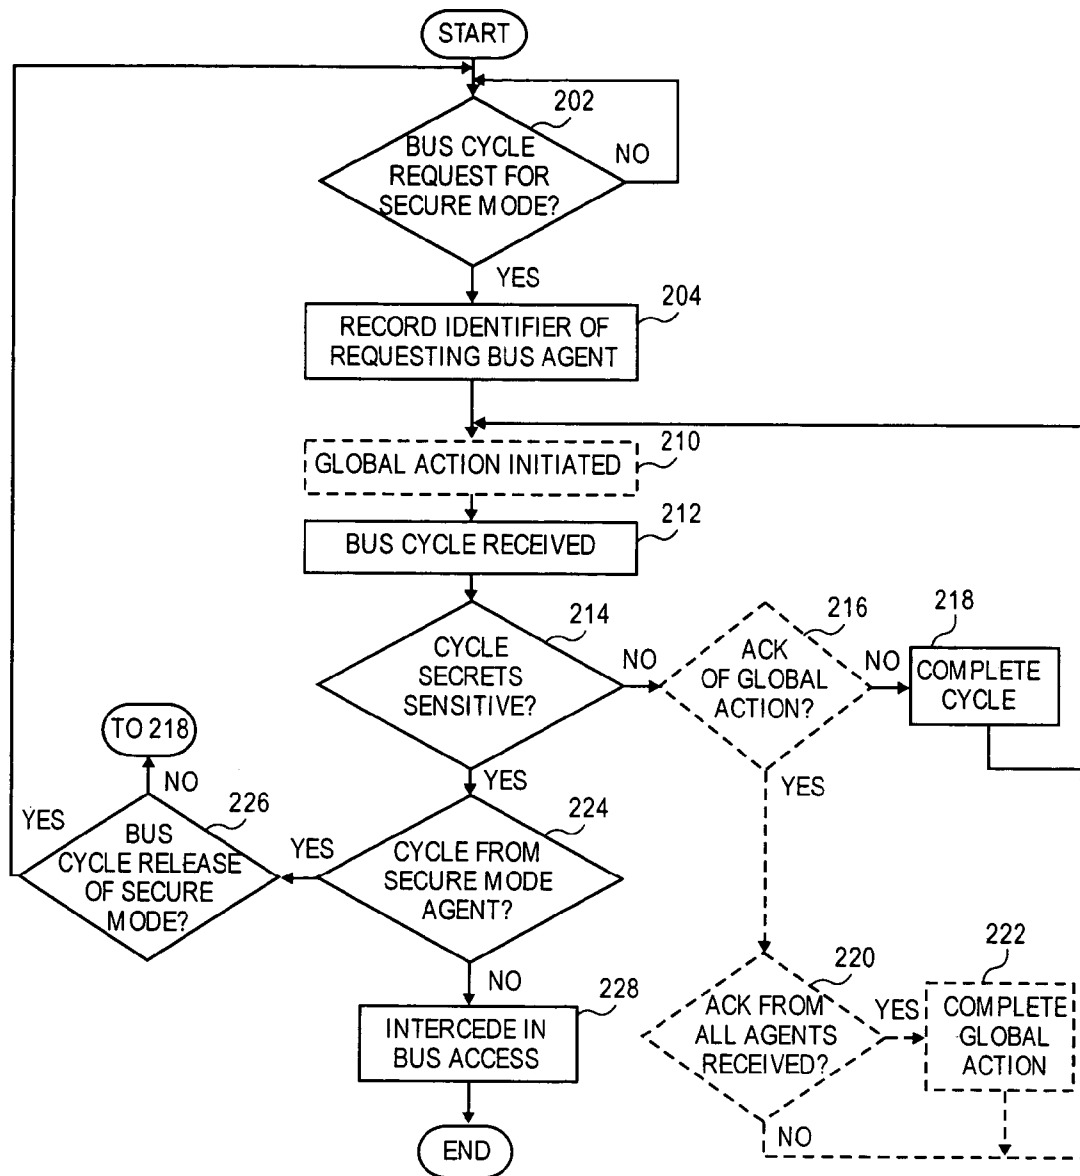 START
202
BUS CYCLE
REQUEST FOR
SECURE MODE?
NO
YES
204
RECORD IDENTIFIER OF
REQUESTING BUS AGENT
210
GLOBAL ACTION INITIATED
212
BUS CYCLE RECEIVED
214
CYCLE
SECRETS
SENSITIVE?
NO
YES
216
ACK
OF GLOBAL
ACTION?
NO
YES
218
COMPLETE
CYCLE
TO 218
NO
YES
226
BUS
CYCLE RELEASE
OF SECURE
MODE?
YES
224
CYCLE FROM
SECURE MODE
AGENT?
NO
228
INTERCEDE IN
BUS ACCESS
END
220
ACK FROM
ALL AGENTS
RECEIVED?
YES
NO
222
COMPLETE
GLOBAL
ACTION